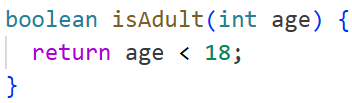 boolean isAdult(int age) {
  return age < 18;
}